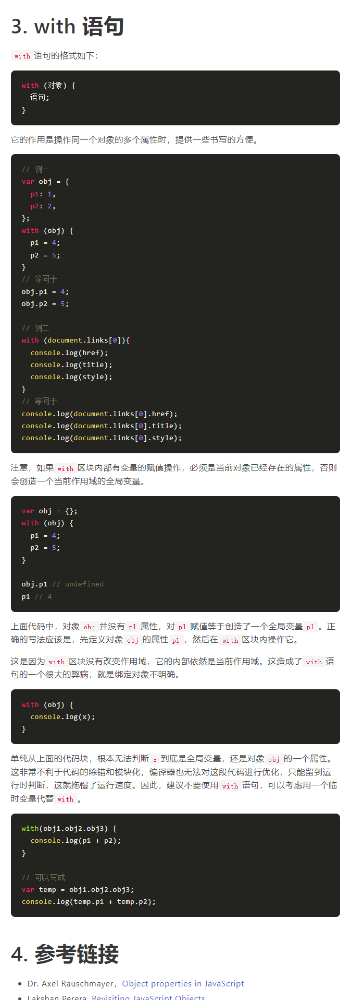 3. with 语句
with 语句的格式如下：
with (对象) {
  语句;
}
它的作用是操作同一个对象的多个属性时，提供一些书写的方便。
// 例一
var obj = {
  p1: 1,
  p2: 2,
};
with (obj) {
  p1 = 4;
  p2 = 5;
}
// 等同于
obj.p1 = 4;
obj.p2 = 5;
// 例二
with (document.links[0]){
  console.log(href);
  console.log(title);
  console.log(style);
}
// 等同于
console.log(document.links[0].href);
console.log(document.links[0].title);
console.log(document.links[0].style);
注意，如果 with 区块内部有变量的赋值操作，必须是当前对象已经存在的属性，否则
会创造一个当前作用域的全局变量。
var obj = {};
with (obj) {
  p1 = 4;
  p2 = 5;
}
obj.p1 // undefined
p1 // 4
上面代码中，对象 obj 并没有 p1 属性，对 p1 赋值等于创造了一个全局变量 p1 。正
确的写法应该是，先定义对象 obj 的属性 p1 ，然后在 with 区块内操作它。
这是因为 with 区块没有改变作用域，它的内部依然是当前作用域。这造成了 with 语
句的一个很大的弊病，就是绑定对象不明确。
with (obj) {
  console.log(x);
}
单纯从上面的代码块，根本无法判断 x 到底是全局变量，还是对象 obj 的一个属性。
这非常不利于代码的除错和模块化，编译器也无法对这段代码进行优化，只能留到运
行时判断，这就拖慢了运行速度。因此，建议不要使用 with 语句，可以考虑用一个临
时变量代替 with 。
with(obj1.obj2.obj3) {
  console.log(p1 + p2);
}
// 可以写成
var temp = obj1.obj2.obj3;
console.log(temp.p1 + temp.p2);
4. 参考链接
• Dr. Axel Rauschmayer，Object properties in JavaScript
• Lakshan Perera, Revisiting JavaScript Objects